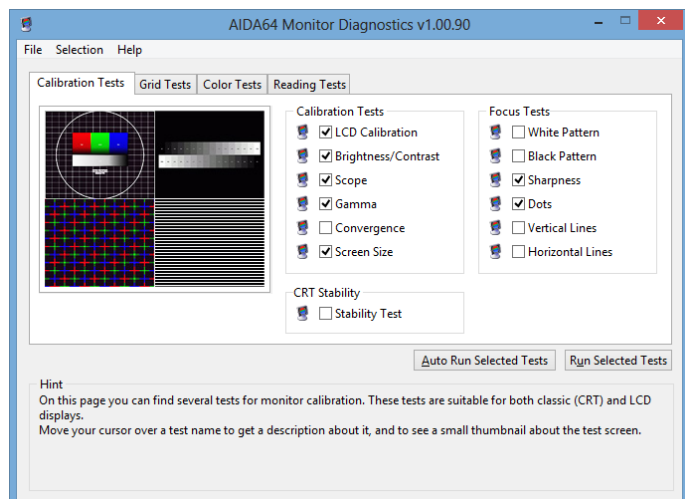 AIDA64 Monitor Diagnostics v1.00.90
File Selection Help
Calibration Tests Grid Tests Color Tests Reading Tests
Calibration Tests
LCD Calibration
Brightness/Contrast
Scope
Gamma
Convergence
Screen Size
Focus Tests
White Pattern
Black Pattern
Sharpness
Dots
Vertical Lines
Horizontal Lines
CRT Stability
Stability Test
Auto Run Selected Tests Run Selected Tests
Hint
On this page you can find several tests for monitor calibration. These tests are suitable for both classic (CRT) and LCD
displays.
Move your cursor over a test name to get a description about it, and to see a small thumbnail about the test screen.